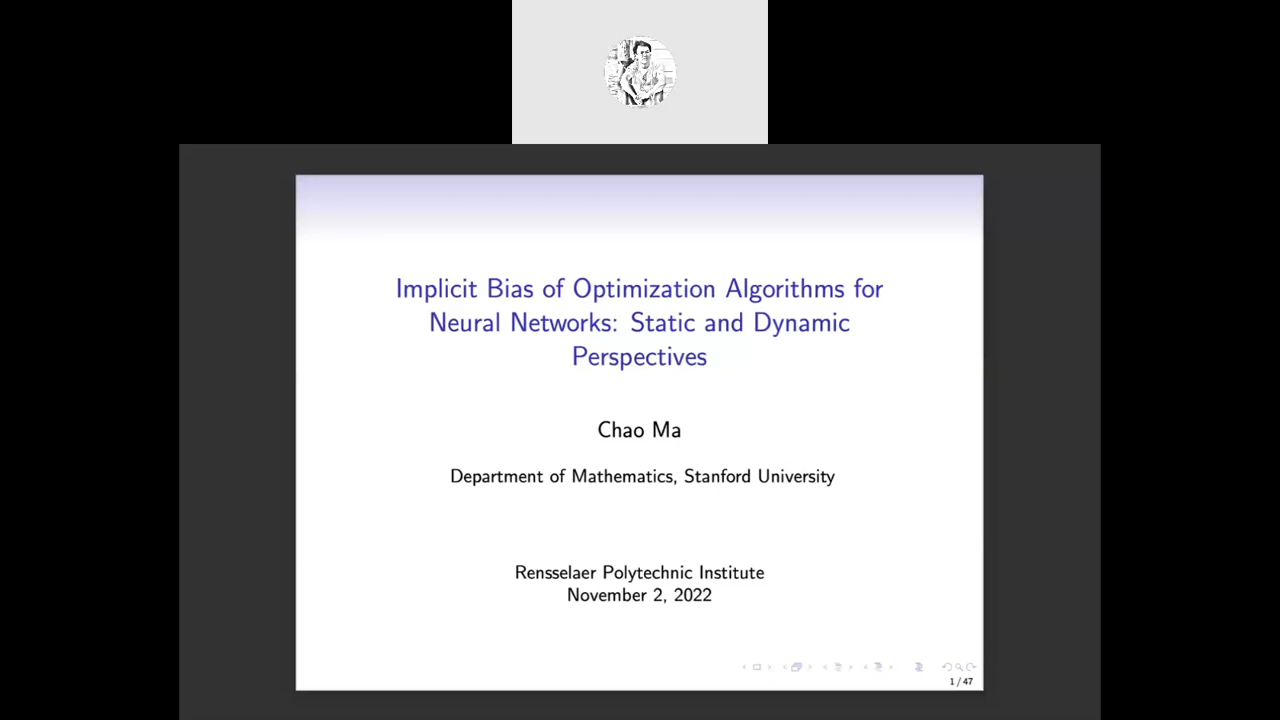 Implicit Bias of Optimization Algorithms for
Neural Networks: Static and Dynamic
Perspectives
Chao Ma
Department of Mathematics, Stanford University
Rensselaer Polytechnic Institute
November 2, 2022
1 / 47